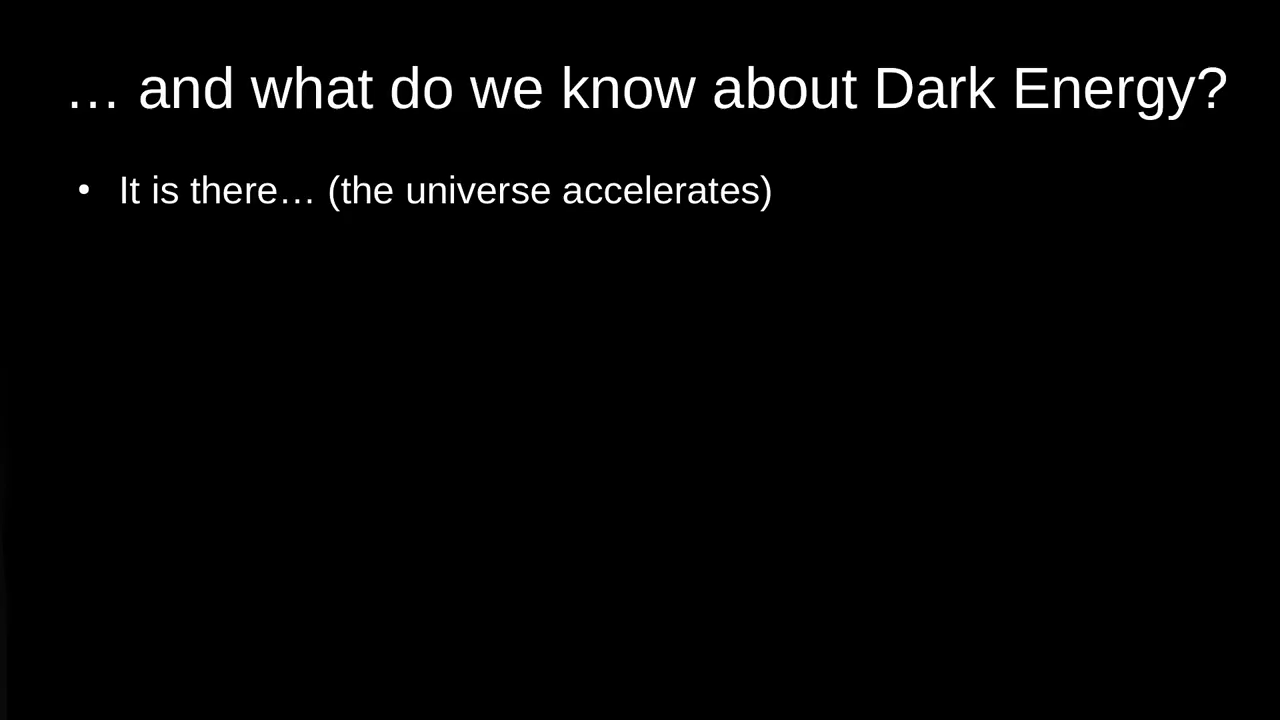 … and what do we know about Dark Energy?
• It is there… (the universe accelerates)